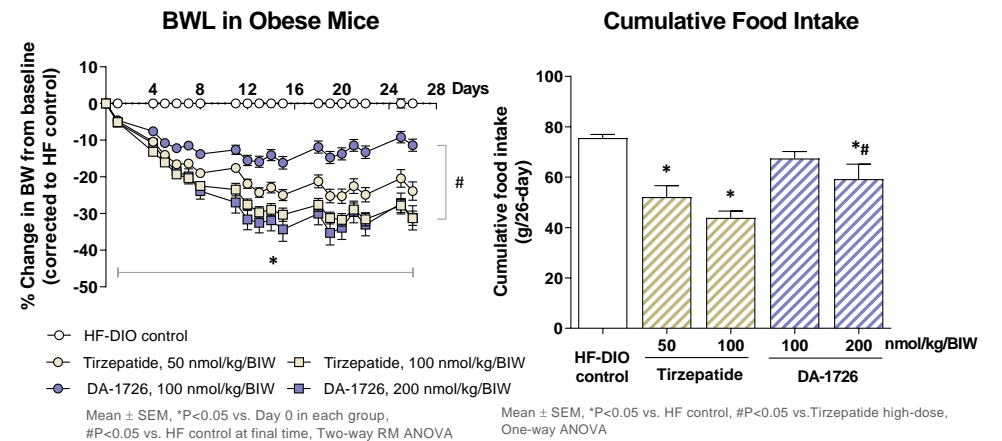 BWL in Obese Mice
% Change in BW from baseline
(corrected to HF control)
10
0
-10
-20
-30
-40
-50
4 8 12 16 20 24 28 Days
#
*
HF-DIO control
Tirzepatide, 50 nmol/kg/BIW Tirzepatide, 100 nmol/kg/BIW
DA-1726, 100 nmol/kg/BIW DA-1726, 200 nmol/kg/BIW
Mean ± SEM, *P<0.05 vs. Day 0 in each group,
#P<0.05 vs. HF control at final time, Two-way RM ANOVA
Cumulative Food Intake
Cumulative food intake
(g/26-day)
100
80
60
40
20
0
* * *#
50 100 100 200 nmol/kg/BIW
HF-DIO
control
Tirzepatide DA-1726
Mean ± SEM, *P<0.05 vs. HF control, #P<0.05 vs.Tirzepatide high-dose,
One-way ANOVA